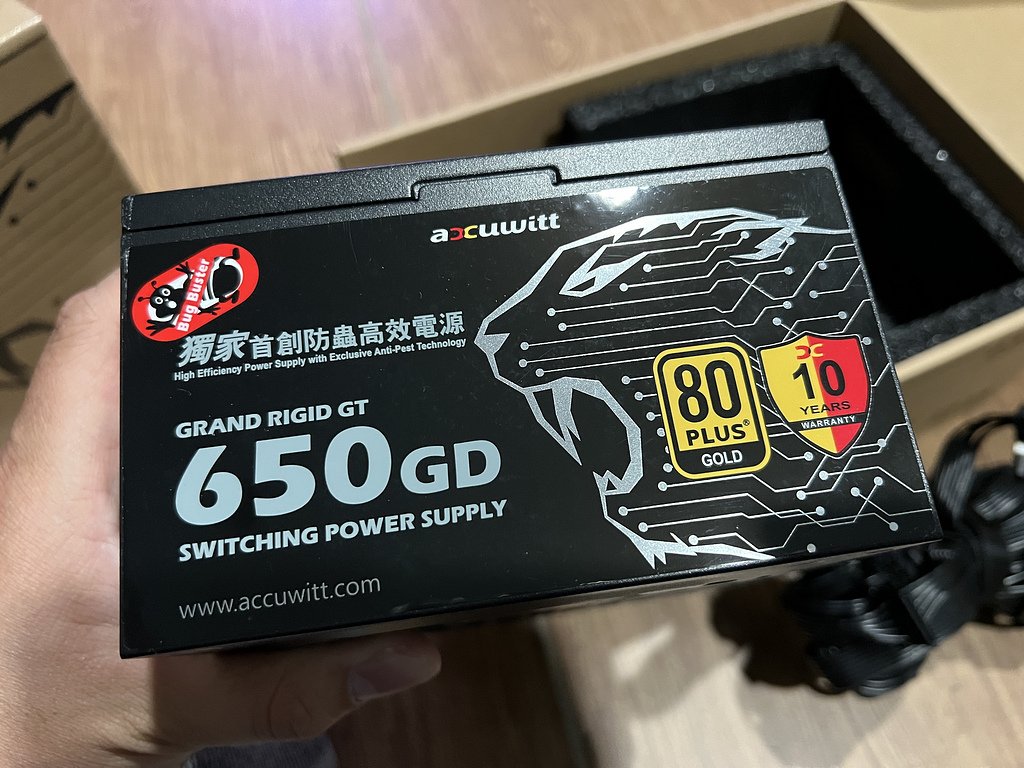 accuwitt
Bug Buster
獨家首創防蟲高效電源
High Efficiency Power Supply with Exclusive Anti-Pest Technology
GRAND RIGID GT
650GD
SWITCHING POWER SUPPLY
www.accuwitt.com
80
PLUS®
GOLD
10
YEARS
WARRANTY